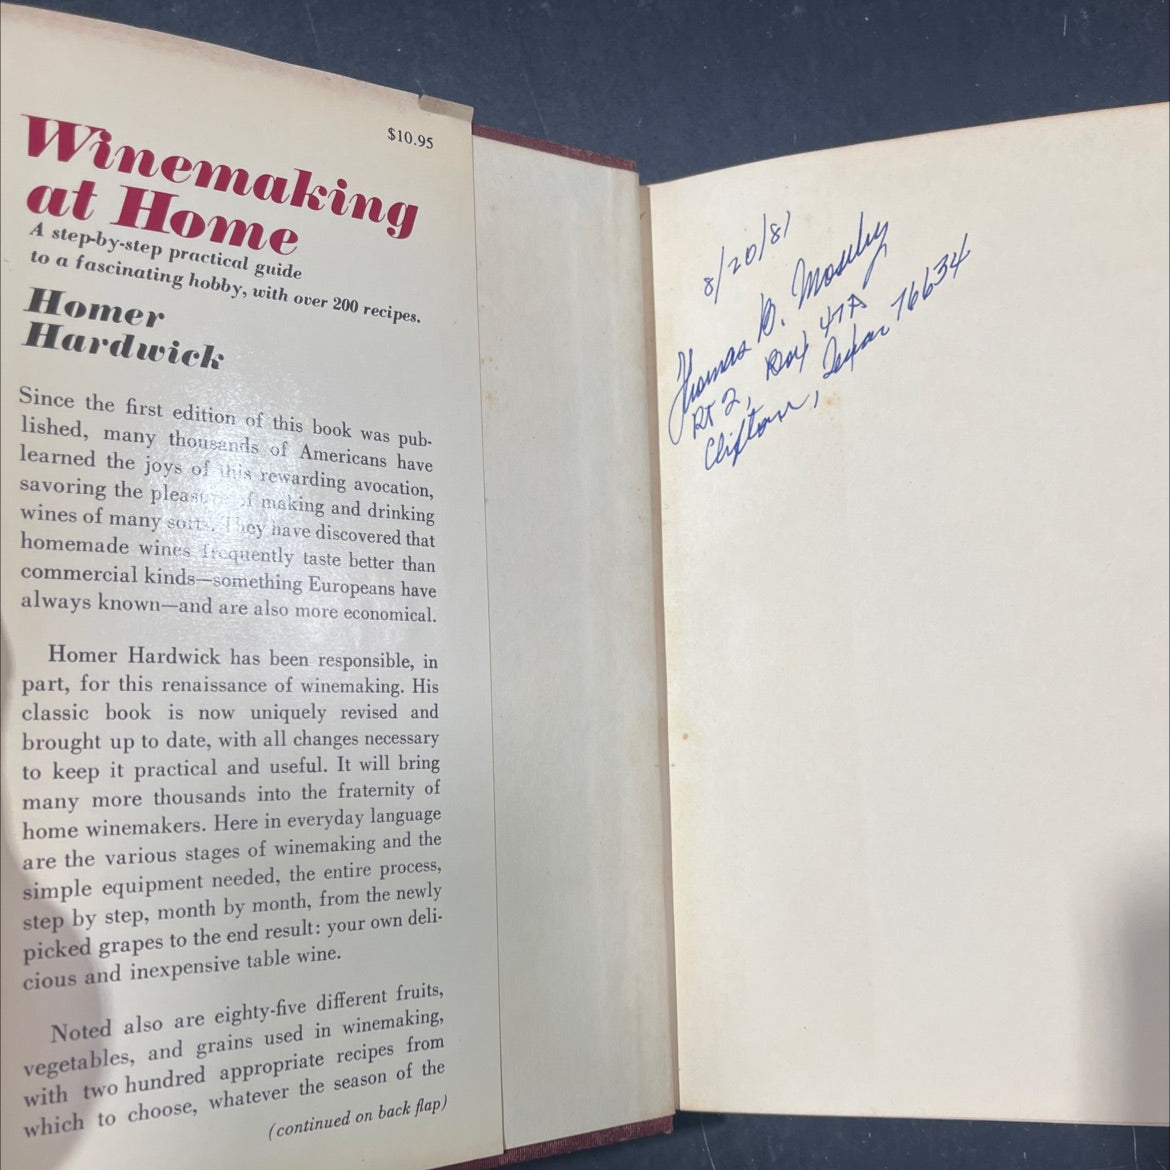 $10.95
Winemaking
at Home
A step-by-step practical guide
to a fascinating hobby, with over 200 recipes.
Homer
Hardwick
Since the first edition of this book was pub-
lished, many thousands of Americans have
learned the joys of this rewarding avocation,
savoring the pleasure of making and drinking
wines of many sorts. They have discovered that
homemade wines frequently taste better than
commercial kinds—something Europeans have
always known—and are also more economical.
Homer Hardwick has been responsible, in
part, for this renaissance of winemaking. His
classic book is now uniquely revised and
brought up to date, with all changes necessary
to keep it practical and useful. It will bring
many more thousands into the fraternity of
home winemakers. Here in everyday language
are the various stages of winemaking and the
simple equipment needed, the entire process,
step by step, month by month, from the newly
picked grapes to the end result: your own deli-
cious and inexpensive table wine.
Noted also are eighty-five different fruits,
vegetables, and grains used in winemaking,
with two hundred appropriate recipes from
which to choose, whatever the season of the
(continued on back flap)
8/20/81
Thomas B. Moseley
Rt 2, Box 47A
Clifton, Texas 76634